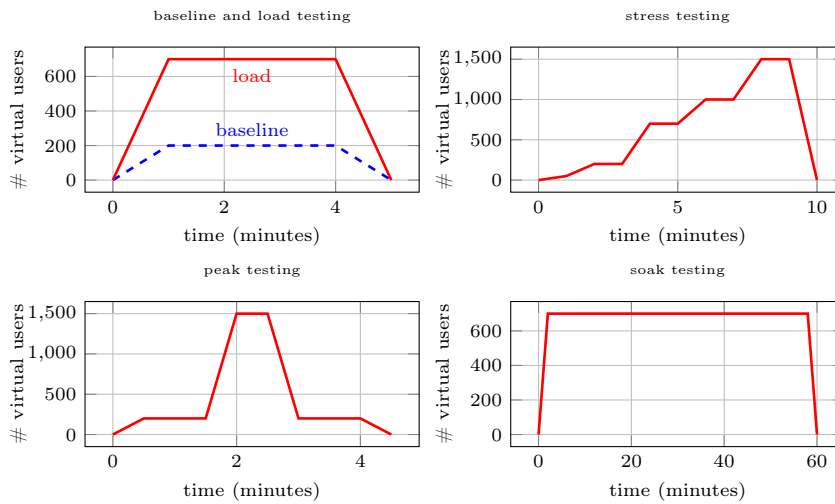 baseline and load testing
# virtual users
600
400
200
0
load
baseline
0 2 4
time (minutes)
stress testing
# virtual users
1,500
1,000
500
0
0 5 10
time (minutes)
peak testing
# virtual users
1,500
1,000
500
0
0 2 4
time (minutes)
soak testing
# virtual users
600
400
200
0
0 20 40 60
time (minutes)